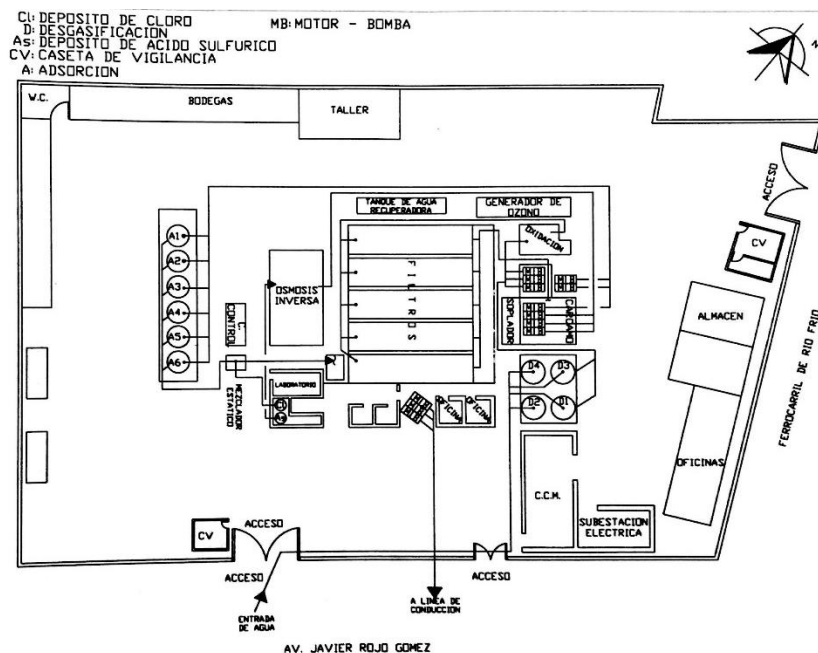 Cl: DEPOSITO DE CLORO
MB: MOTOR - BOMBA
D: DESGASIFICACION
As: DEPOSITO DE ACIDO SULFURICO
CV: CASETA DE VIGILANCIA
A: ADSORCION
N
W.C.
BODEGAS
TALLER
ACCESO
TANQUE DE AGUA
RECUPERADORA
GENERADOR DE
OZONO
OXIDACION
CV
A1
A2
A3
A4
A5
A6
OSMOSIS
INVERSA
FILTROS
C.
CONTROL
SOPLADOR
CARCAMO
ALMACEN
FERROCARRIL DE RIO FRIO
MEZCLADOR
ESTATICO
LABORATORIO
Cl
As
OFICINA
OFICINA
D4
D3
D2
D1
OFICINAS
C.C.M.
SUBESTACION
ELECTRICA
CV
ACCESO
ACCESO
ACCESO
ENTRADA
DE AGUA
A LINEA DE
CONDUCCION
AV. JAVIER ROJO GOMEZ